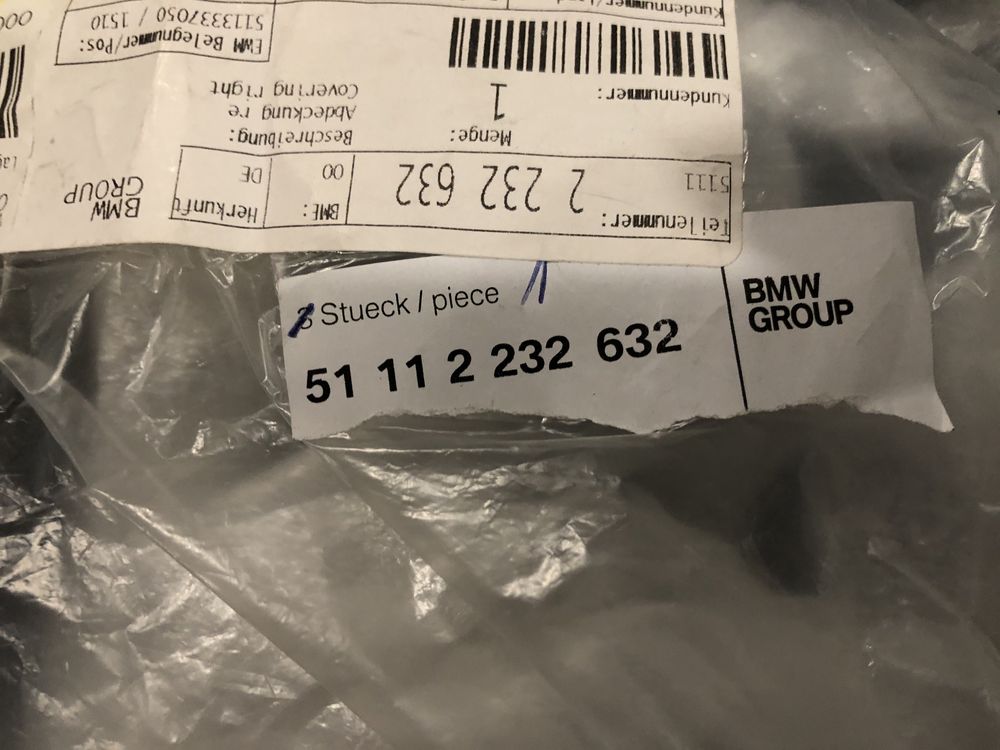 Teilenummer:
5111
2 232 632
BME:
00
Herkunft
DE
BMW
GROUP
Menge:
1
Beschreibung:
Abdeckung re
Covering right
Kundennummer:
EWM Belegnummer/Pos:
5113337050 / 1510
3 Stueck / piece
1
51 11 2 232 632
BMW
GROUP